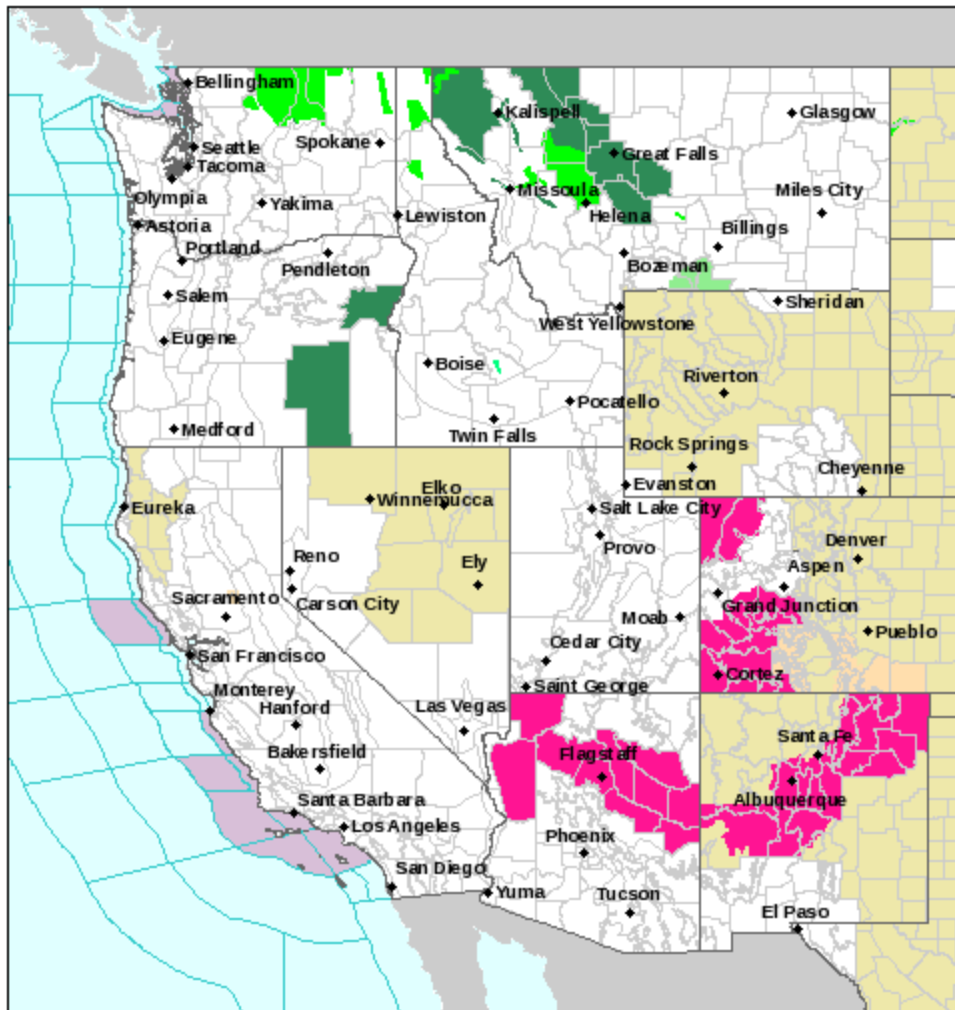 Bellingham
Kalispell
Glasgow
Seattle
Spokane
Great Falls
Tacoma
Missoula
Miles City
Olympia
Yakima
Lewiston
Helena
Astoria
Billings
Portland
Pendleton
Bozeman
Salem
Sheridan
West Yellowstone
Eugene
Boise
Riverton
Pocatello
Medford
Twin Falls
Rock Springs
Cheyenne
Elko
Winnemucca
Evanston
Eureka
Salt Lake City
Denver
Provo
Reno
Ely
Aspen
Sacramento
Carson City
Grand Junction
Moab
Pueblo
Cedar City
San Francisco
Cortez
Saint George
Monterey
Hanford
Las Vegas
Santa Fe
Bakersfield
Flagstaff
Santa Barbara
Albuquerque
Los Angeles
Phoenix
San Diego
Yuma
Tucson
El Paso